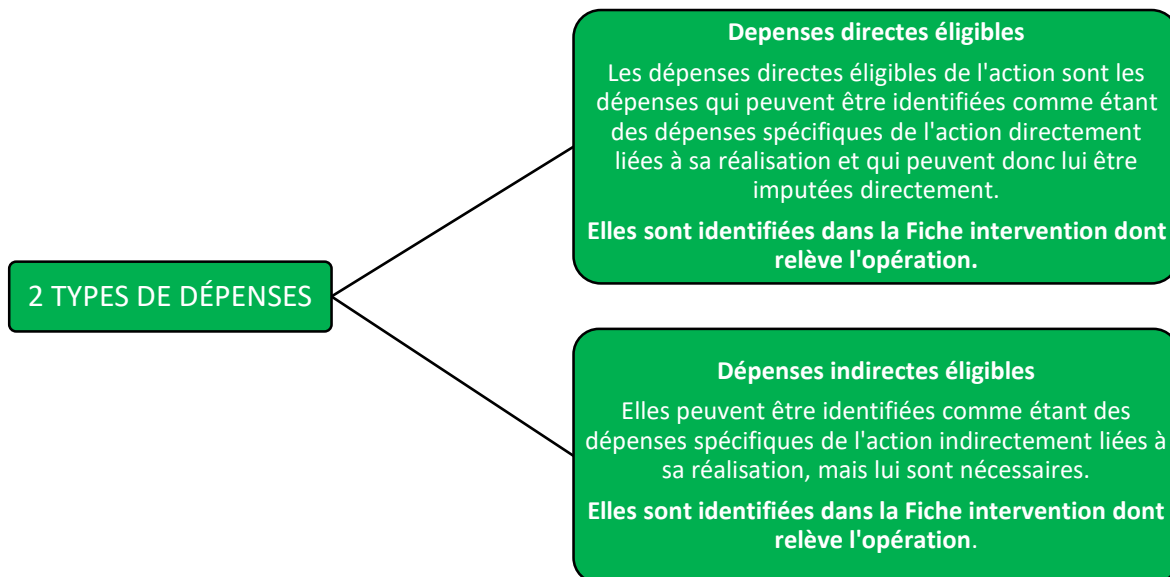 Depenses directes éligibles
Les dépenses directes éligibles de l'action sont les
dépenses qui peuvent être identifiées comme étant
des dépenses spécifiques de l'action directement
liées à sa réalisation et qui peuvent donc lui être
imputées directement.
Elles sont identifiées dans la Fiche intervention dont
relève l'opération.
2 TYPES DE DÉPENSES
Dépenses indirectes éligibles
Elles peuvent être identifiées comme étant des
dépenses spécifiques de l'action indirectement liées à
sa réalisation, mais lui sont nécessaires.
Elles sont identifiées dans la Fiche intervention dont
relève l'opération.